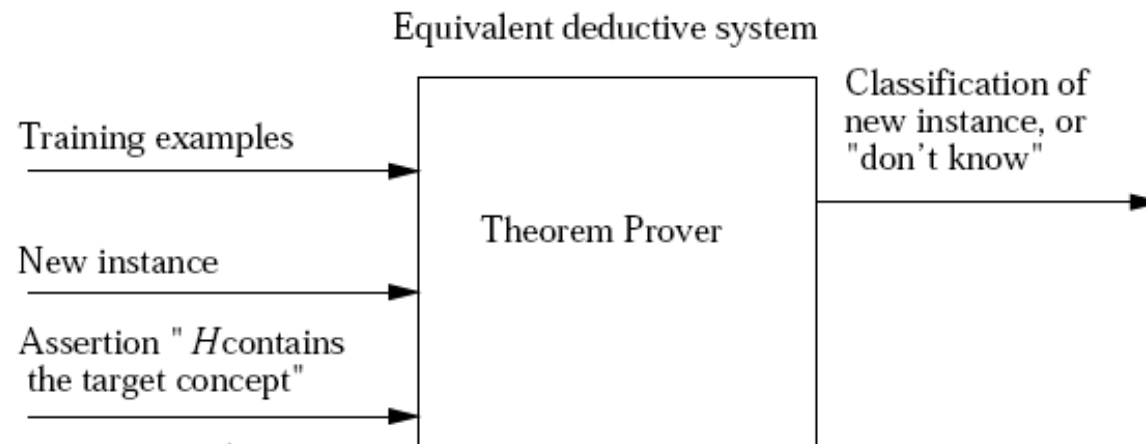 Equivalent deductive system
Classification of
new instance, or
"don't know"
Training examples
Theorem Prover
New instance
Assertion " H contains
the target concept"